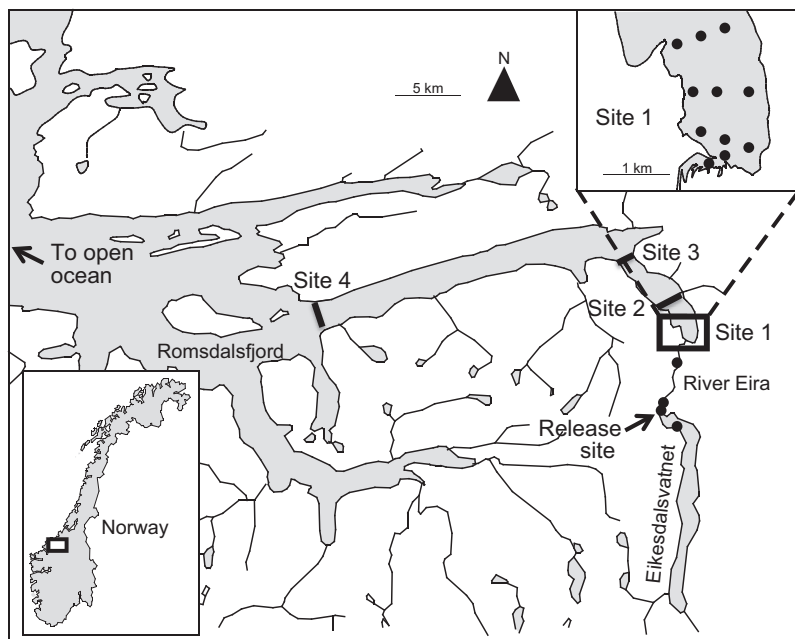 N
5 km
Site 1
1 km
To open
ocean
Site 4
Site 3
Site 2
Site 1
Romsdalsfjord
River Eira
Release
site
Eikesdalsvatnet
Norway